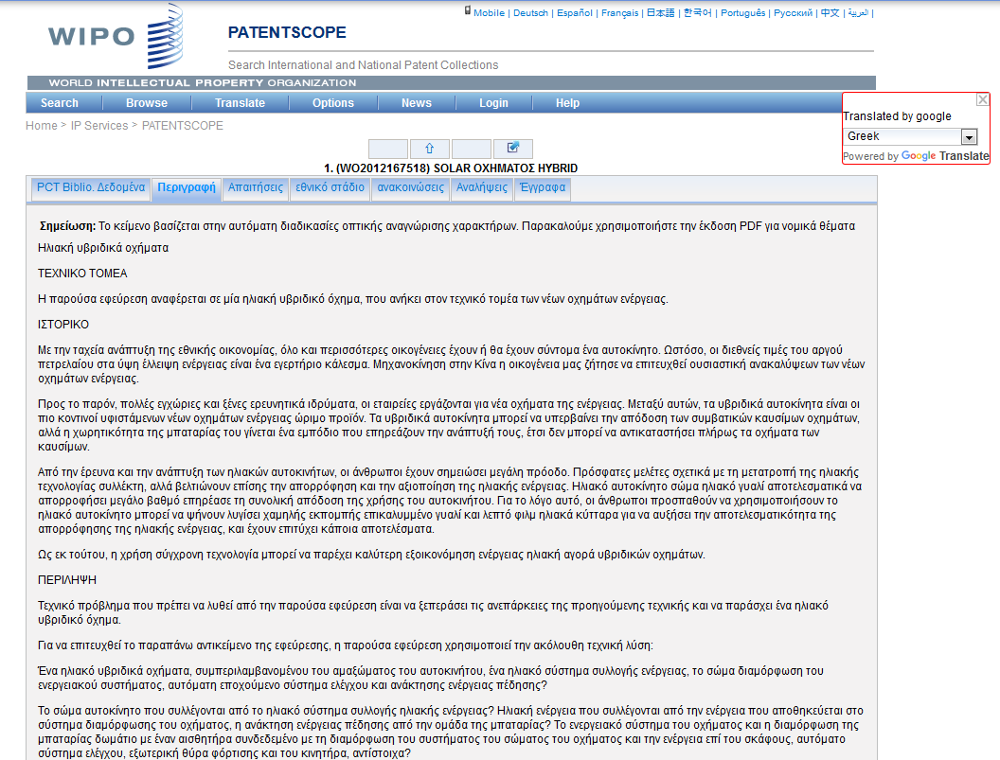 WIPO
Mobile | Deutsch | Español | Français | 日本語 | 한국어 | Português | Русский | 中文 | العربية |
PATENTSCOPE
Search International and National Patent Collections
WORLD INTELLECTUAL PROPERTY ORGANIZATION
Search Browse Translate Options News Login Help
Translated by google
Greek
Powered by Google Translate
Home > IP Services > PATENTSCOPE
1. (WO2012167518) SOLAR ΟΧΗΜΑΤΟΣ HYBRID
PCT Biblio. Δεδομένα Περιγραφή Απαιτήσεις εθνικό στάδιο ανακοινώσεις Αναλήψεις Έγγραφα
Σημείωση: Το κείμενο βασίζεται στην αυτόματη διαδικασίες οπτικής αναγνώρισης χαρακτήρων. Παρακαλούμε χρησιμοποιήστε την έκδοση PDF για νομικά θέματα
Ηλιακή υβριδικά οχήματα
ΤΕΧΝΙΚΟ ΤΟΜΕΑ
Η παρούσα εφεύρεση αναφέρεται σε μία ηλιακή υβριδικό όχημα, που ανήκει στον τεχνικό τομέα των νέων οχημάτων ενέργειας.
ΙΣΤΟΡΙΚΟ
Με την ταχεία ανάπτυξη της εθνικής οικονομίας, όλο και περισσότερες οικογένειες έχουν ή θα έχουν σύντομα ένα αυτοκίνητο. Ωστόσο, οι διεθνείς τιμές του αργού
πετρελαίου στα ύψη έλλειψη ενέργειας είναι ένα εγερτήριο κάλεσμα. Μηχανοκίνηση στην Κίνα η οικογένεια μας ζήτησε να επιτευχθεί ουσιαστική ανακαλύψεων των νέων
οχημάτων ενέργειας.
Προς το παρόν, πολλές εγχώριες και ξένες ερευνητικά ιδρύματα, οι εταιρείες εργάζονται για νέα οχήματα της ενέργειας. Μεταξύ αυτών, τα υβριδικά αυτοκίνητα είναι οι
πιο κοντινοί υφιστάμενων νέων οχημάτων ενέργειας ώριμο προϊόν. Τα υβριδικά αυτοκίνητα μπορεί να υπερβαίνει την απόδοση των συμβατικών καυσίμων οχημάτων,
αλλά η χωρητικότητα της μπαταρίας του γίνεται ένα εμπόδιο που επηρεάζουν την ανάπτυξή τους, έτσι δεν μπορεί να αντικαταστήσει πλήρως τα οχήματα των
καυσίμων.
Από την έρευνα και την ανάπτυξη των ηλιακών αυτοκινήτων, οι άνθρωποι έχουν σημειώσει μεγάλη πρόοδο. Πρόσφατες μελέτες σχετικά με τη μετατροπή της ηλιακής
τεχνολογίας συλλέκτη, αλλά βελτιώνουν επίσης την απορρόφηση και την αξιοποίηση της ηλιακής ενέργειας. Ηλιακό αυτοκίνητο σώμα ηλιακό γυαλί αποτελεσματικά να
απορροφήσει μεγάλο βαθμό επηρέασε τη συνολική απόδοση της χρήσης του αυτοκινήτου. Για το λόγο αυτό, οι άνθρωποι προσπαθούν να χρησιμοποιήσουν το
ηλιακό αυτοκίνητο μπορεί να ψήνουν λυγίσει χαμηλής εκπομπής επικαλυμμένο γυαλί και λεπτό φιλμ ηλιακά κύτταρα για να αυξήσει την αποτελεσματικότητα της
απορρόφησης της ηλιακής ενέργειας, και έχουν επιτύχει κάποια αποτελέσματα.
Ως εκ τούτου, η χρήση σύγχρονη τεχνολογία μπορεί να παρέχει καλύτερη εξοικονόμηση ενέργειας ηλιακή αγορά υβριδικών οχημάτων.
ΠΕΡΙΛΗΨΗ
Τεχνικό πρόβλημα που πρέπει να λυθεί από την παρούσα εφεύρεση είναι να ξεπεράσει τις ανεπάρκειες της προηγούμενης τεχνικής και να παράσχει ένα ηλιακό
υβριδικό όχημα.
Για να επιτευχθεί το παραπάνω αντικείμενο της εφεύρεσης, η παρούσα εφεύρεση χρησιμοποιεί την ακόλουθη τεχνική λύση:
Ένα ηλιακό υβριδικά οχήματα, συμπεριλαμβανομένου του αμαξώματος του αυτοκινήτου, ένα ηλιακό σύστημα συλλογής ενέργειας, το σώμα διαμόρφωση του
ενεργειακού συστήματος, αυτόματη εποχούμενο σύστημα ελέγχου και ανάκτησης ενέργειας πέδησης?
Το σώμα αυτοκίνητο που συλλέγονται από το ηλιακό σύστημα συλλογής ηλιακής ενέργειας? Ηλιακή ενέργεια που συλλέγονται από την ενέργεια που αποθηκεύεται στο
σύστημα διαμόρφωσης του οχήματος, η ανάκτηση ενέργειας πέδησης από την ομάδα της μπαταρίας? Το ενεργειακό σύστημα του οχήματος και η διαμόρφωση της
μπαταρίας δωμάτιο με έναν αισθητήρα συνδεδεμένο με τη διαμόρφωση του συστήματος του σώματος του οχήματος και την ενέργεια επί του σκάφους, αυτόματο
σύστημα ελέγχου, εξωτερική θύρα φόρτισης και του κινητήρα, αντίστοιχα?